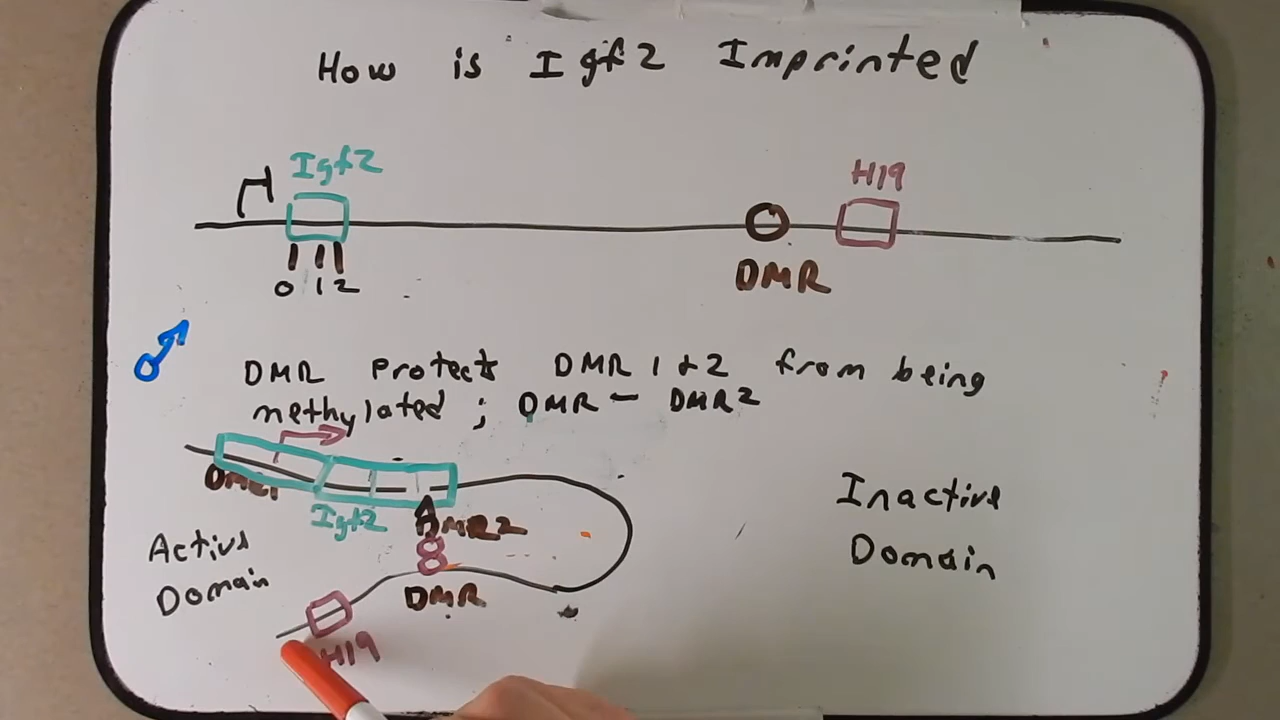 How is Igf2 Imprinted
Igf2
H19
0 1 2
DMR
DMR Protects DMR 1 & 2 from being
methylated ; DMR - DMR2
DMR1
Igf2
DMR2
Active
Domain
DMR
H19
Inactive
Domain